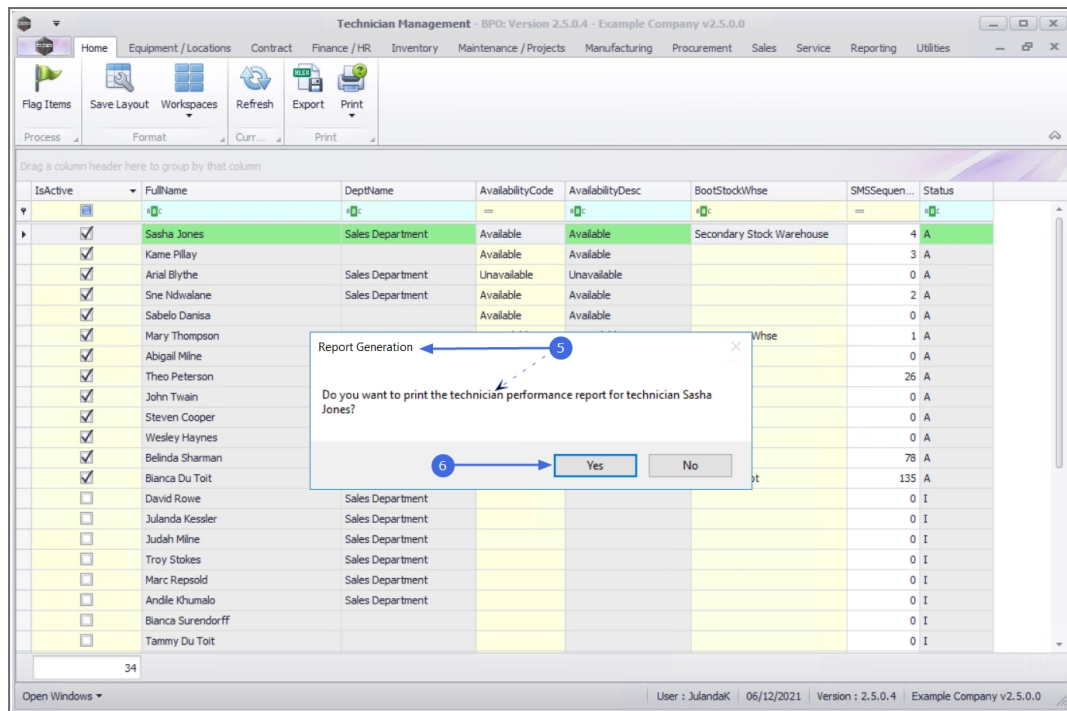 Technician Management - BPO: Version 2.5.0.4 - Example Company v2.5.0.0
Home Equipment / Locations Contract Finance / HR Inventory Maintenance / Projects Manufacturing Procurement Sales Service Reporting Utilities
Flag Items Save Layout Workspaces Refresh Export Print
Process Format Curr... Print
Drag a column header here to group by that column
IsActive FullName DeptName AvailabilityCode AvailabilityDesc BootStockWhse SMSSequen... Status
Sasha Jones Sales Department Available Available Secondary Stock Warehouse 4 A
Kame Pillay Available Available 3 A
Arial Blythe Sales Department Unavailable Unavailable 0 A
Sne Ndwalane Sales Department Available Available 2 A
Sabelo Danisa Available Available 0 A
Mary Thompson Whse 1 A
Abigail Milne 0 A
Theo Peterson 26 A
John Twain 0 A
Steven Cooper 0 A
Wesley Haynes 0 A
Belinda Sharman 78 A
Bianca Du Toit 135 A
David Rowe Sales Department 0 I
Julanda Kessler Sales Department 0 I
Judah Milne Sales Department 0 I
Troy Stokes Sales Department 0 I
Marc Repsold Sales Department 0 I
Andile Khumalo Sales Department 0 I
Bianca Surendorff 0 I
Tammy Du Toit 0 I
34
Report Generation 5
Do you want to print the technician performance report for technician Sasha
Jones?
6 Yes No
Open Windows User : JulandaK 06/12/2021 Version : 2.5.0.4 Example Company v2.5.0.0